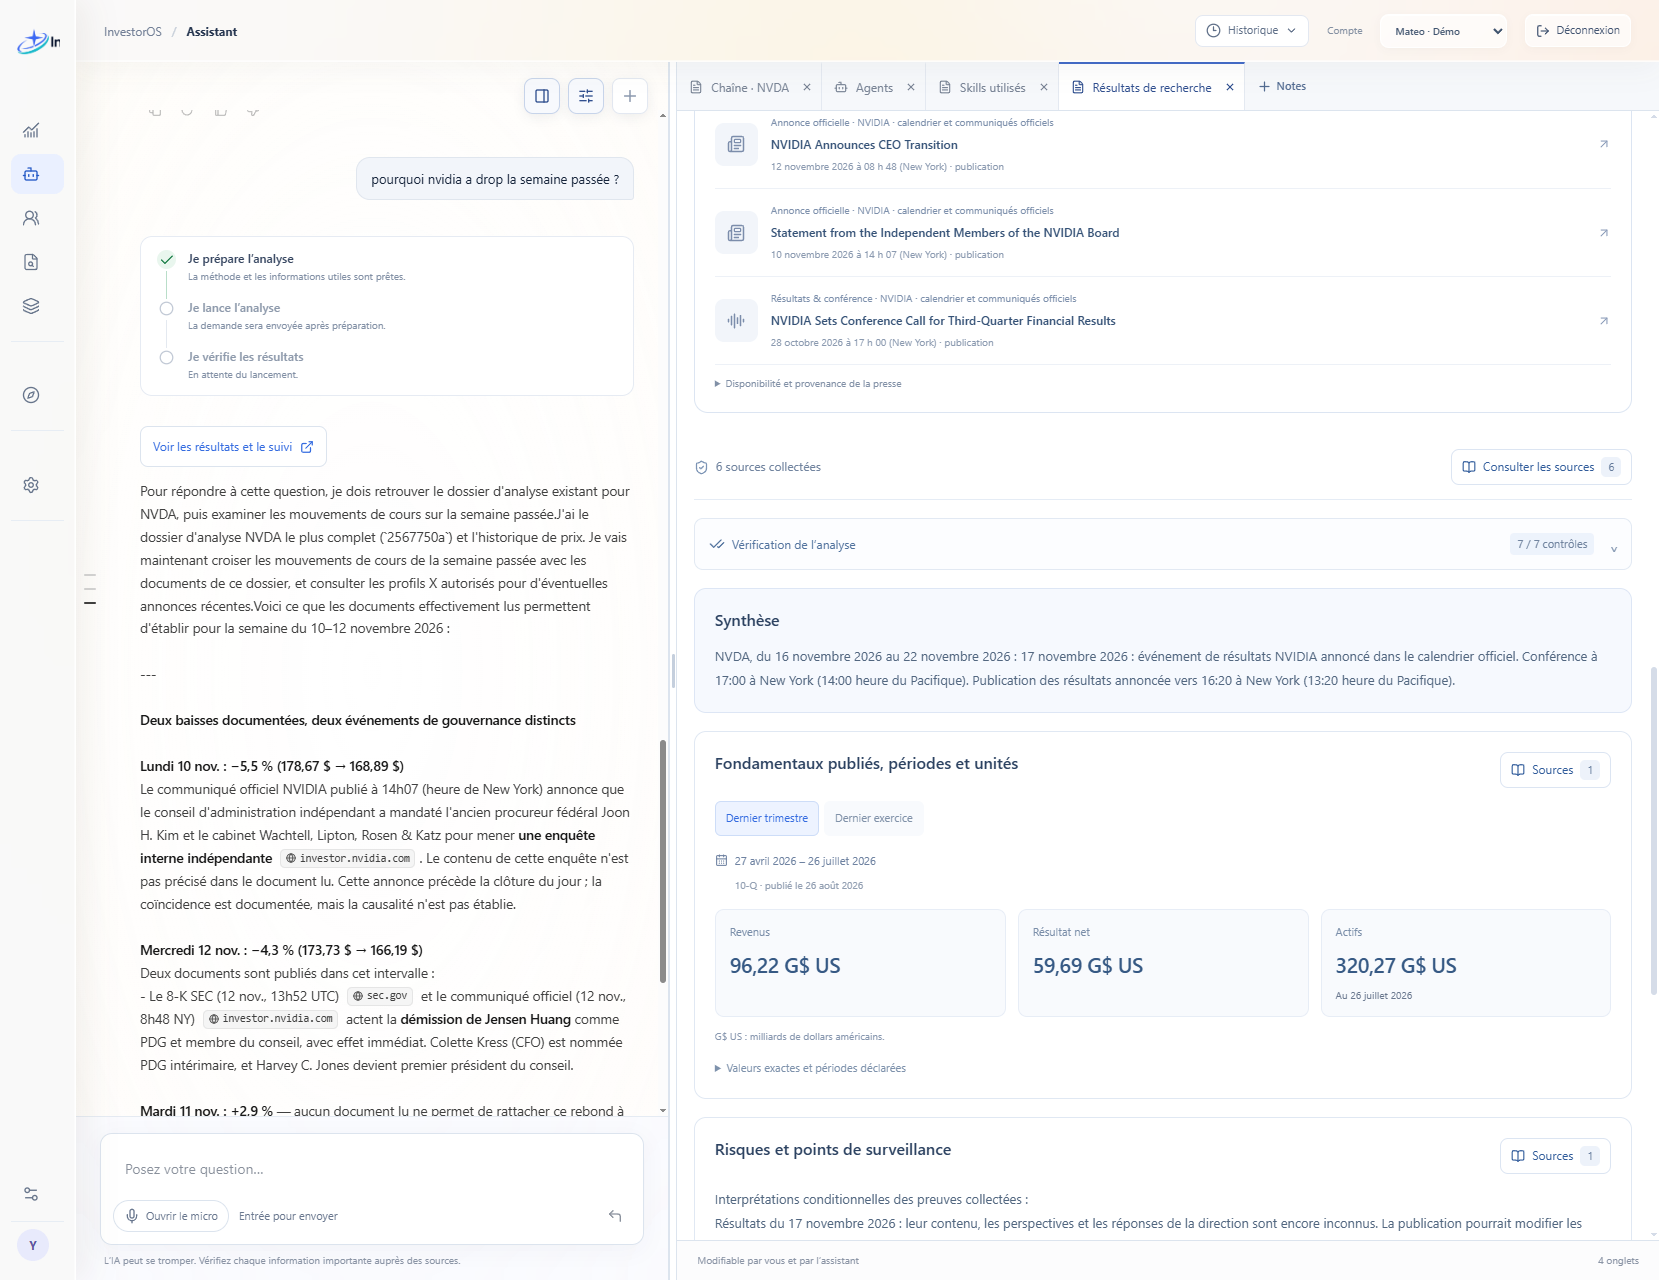 In
InvestorOS / Assistant
Historique
Compte
Mateo · Démo
Déconnexion
Chaîne · NVDA
Agents
Skills utilisés
Résultats de recherche
Notes
pourquoi nvidia a drop la semaine passée ?
Je prépare l'analyse
La méthode et les informations utiles sont prêtes.
Je lance l'analyse
La demande sera envoyée après préparation.
Je vérifie les résultats
En attente du lancement.
Voir les résultats et le suivi
Pour répondre à cette question, je dois retrouver le dossier d'analyse existant pour
NVDA, puis examiner les mouvements de cours sur la semaine passée.J'ai le
dossier d'analyse NVDA le plus complet (`2567750a`) et l'historique de prix. Je vais
maintenant croiser les mouvements de cours de la semaine passée avec les
documents de ce dossier, et consulter les profils X autorisés pour d'éventuelles
annonces récentes.Voici ce que les documents effectivement lus permettent
d'établir pour la semaine du 10–12 novembre 2026 :
---
Deux baisses documentées, deux événements de gouvernance distincts
Lundi 10 nov. : −5,5 % (178,67 $ → 168,89 $)
Le communiqué officiel NVIDIA publié à 14h07 (heure de New York) annonce que
le conseil d'administration indépendant a mandaté l'ancien procureur fédéral Joon
H. Kim et le cabinet Wachtell, Lipton, Rosen & Katz pour mener une enquête
interne indépendante investor.nvidia.com . Le contenu de cette enquête n'est
pas précisé dans le document lu. Cette annonce précède la clôture du jour ; la
coïncidence est documentée, mais la causalité n'est pas établie.
Mercredi 12 nov. : −4,3 % (173,73 $ → 166,19 $)
Deux documents sont publiés dans cet intervalle :
- Le 8-K SEC (12 nov., 13h52 UTC) sec.gov et le communiqué officiel (12 nov.,
8h48 NY) investor.nvidia.com actent la démission de Jensen Huang comme
PDG et membre du conseil, avec effet immédiat. Colette Kress (CFO) est nommée
PDG intérimaire, et Harvey C. Jones devient premier président du conseil.
Mardi 11 nov. : +2,9 % — aucun document lu ne permet de rattacher ce rebond à
Posez votre question...
Ouvrir le micro
Entrée pour envoyer
L'IA peut se tromper. Vérifiez chaque information importante auprès des sources.
Y
Annonce officielle · NVIDIA · calendrier et communiqués officiels
NVIDIA Announces CEO Transition
12 novembre 2026 à 08 h 48 (New York) · publication
Annonce officielle · NVIDIA · calendrier et communiqués officiels
Statement from the Independent Members of the NVIDIA Board
10 novembre 2026 à 14 h 07 (New York) · publication
Résultats & conférence · NVIDIA · calendrier et communiqués officiels
NVIDIA Sets Conference Call for Third-Quarter Financial Results
28 octobre 2026 à 17 h 00 (New York) · publication
Disponibilité et provenance de la presse
6 sources collectées
Consulter les sources 6
Vérification de l'analyse
7 / 7 contrôles
Synthèse
NVDA, du 16 novembre 2026 au 22 novembre 2026 : 17 novembre 2026 : événement de résultats NVIDIA annoncé dans le calendrier officiel. Conférence à
17:00 à New York (14:00 heure du Pacifique). Publication des résultats annoncée vers 16:20 à New York (13:20 heure du Pacifique).
Fondamentaux publiés, périodes et unités
Sources 1
Dernier trimestre
Dernier exercice
27 avril 2026 – 26 juillet 2026
10-Q · publié le 26 août 2026
Revenus
96,22 G$ US
Résultat net
59,69 G$ US
Actifs
320,27 G$ US
Au 26 juillet 2026
G$ US : milliards de dollars américains.
Valeurs exactes et périodes déclarées
Risques et points de surveillance
Sources 1
Interprétations conditionnelles des preuves collectées :
Résultats du 17 novembre 2026 : leur contenu, les perspectives et les réponses de la direction sont encore inconnus. La publication pourrait modifier les
Modifiable par vous et par l'assistant
4 onglets